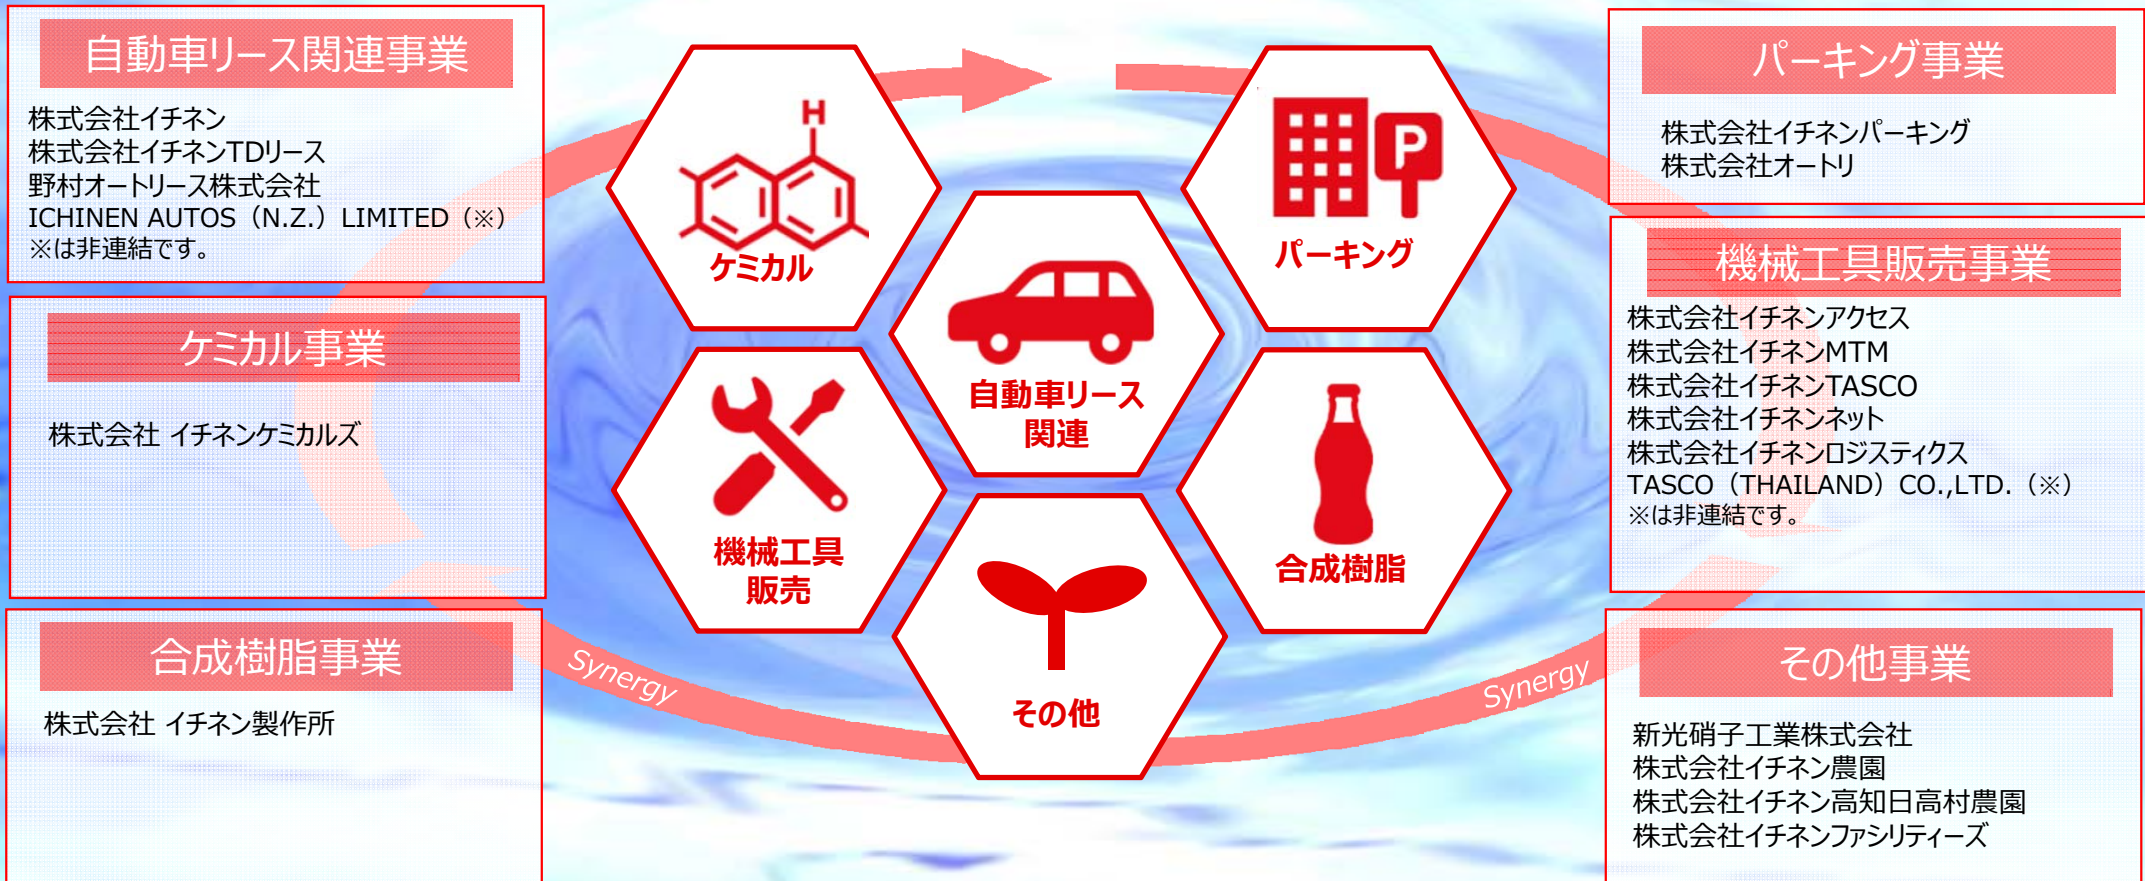 自動車リース関連事業
株式会社イチネン
株式会社イチネンTDリース
野村オートリース株式会社
ICHINEN AUTOS（N.Z.）LIMITED（※）
※は非連結です。
ケミカル事業
株式会社 イチネンケミカルズ
合成樹脂事業
株式会社 イチネン製作所
H
ケミカル
P
パーキング
自動車リース
関連
機械工具
販売
合成樹脂
その他
Synergy
Synergy
パーキング事業
株式会社イチネンパーキング
株式会社オートリ
機械工具販売事業
株式会社イチネンアクセス
株式会社イチネンMTM
株式会社イチネンTASCO
株式会社イチネンネット
株式会社イチネンロジスティクス
TASCO（THAILAND）CO.,LTD.（※）
※は非連結です。
その他事業
新光硝子工業株式会社
株式会社イチネン農園
株式会社イチネン高知日高村農園
株式会社イチネンファシリティーズ